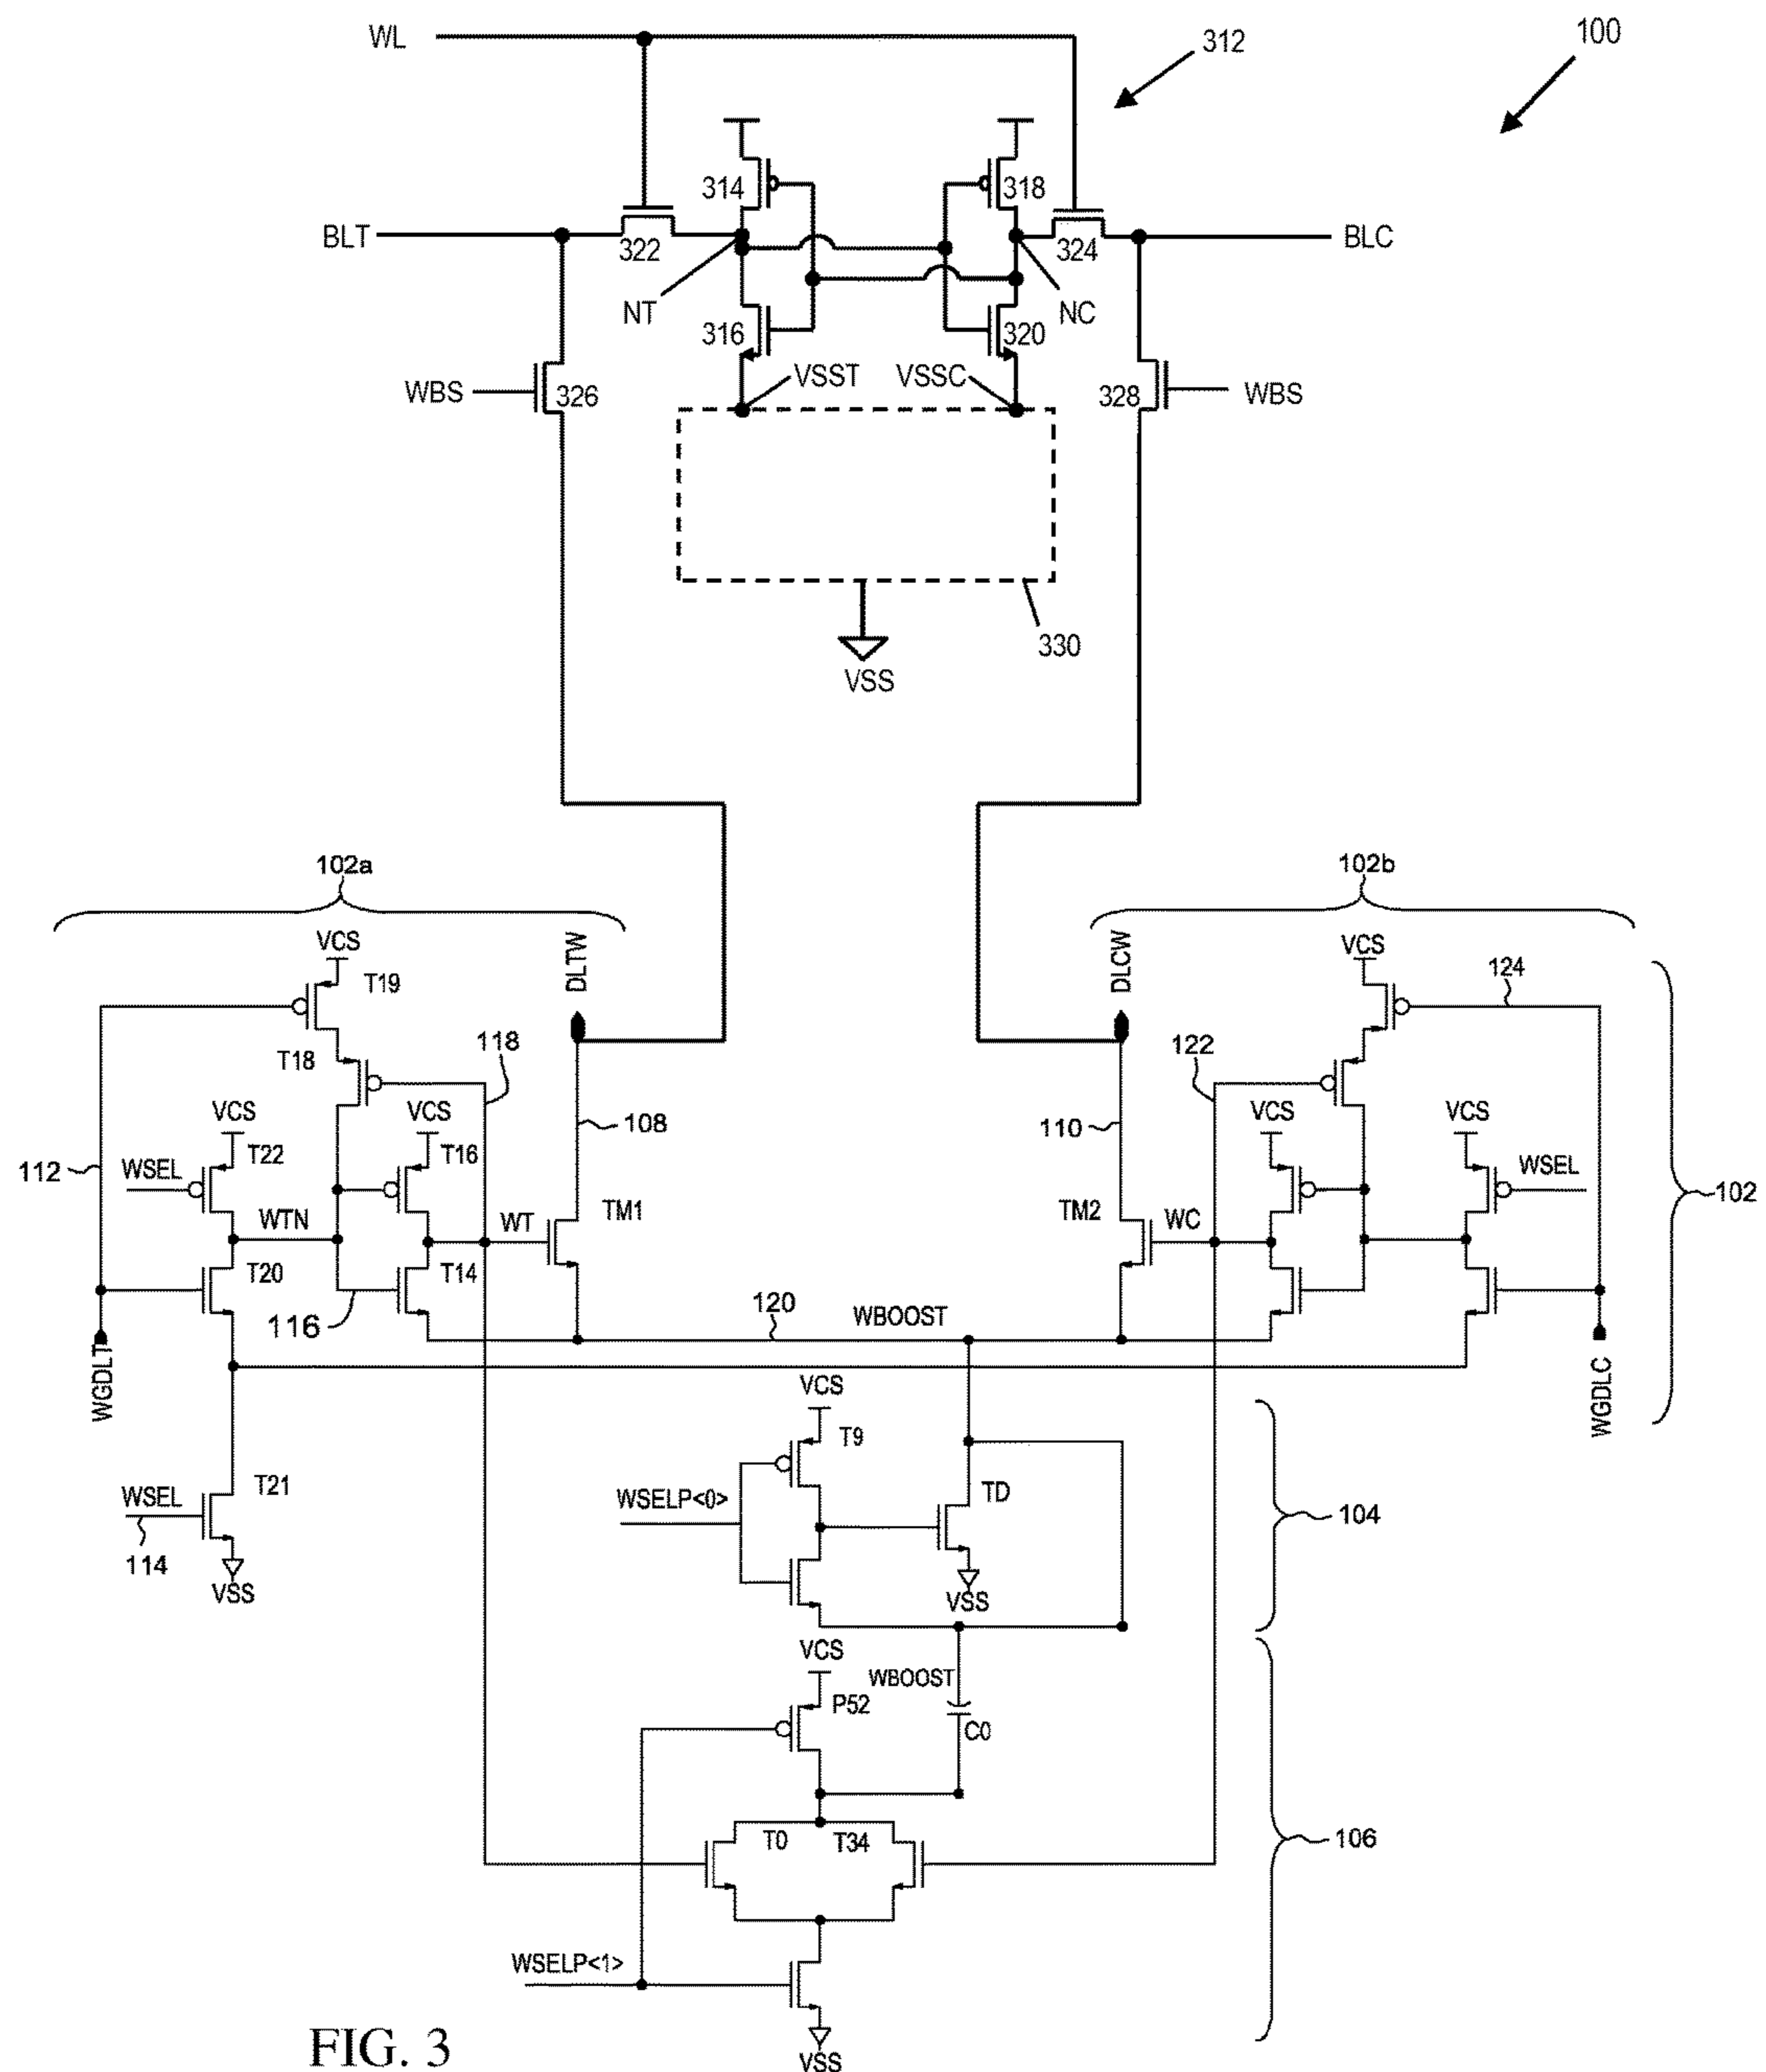 WL
312
100
314
318
BLT
322
324
BLC
NT
316
320
NC
VSST
VSSC
WBS
326
328
WBS
330
VSS
102a
102b
DLTW
DLCW
VCS
T19
VCS
124
T18
118
122
VCS
VCS
108
110
VCS
VCS
112
WSEL
T22
T16
WSEL
102
WTN
WT
TM1
TM2
WC
T20
T14
116
120
WBOOST
WGDLT
WGDLC
VCS
T9
WSEL
T21
WSELP<0>
TD
104
114
VSS
VSS
VCS
WBOOST
P52
C0
T0
T34
106
WSELP<1>
VSS
FIG. 3